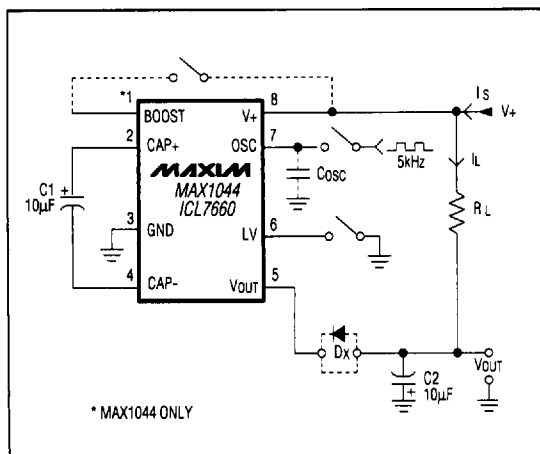 *1
BOOST
V+
8
IS
V+
2
CAP+
OSC
7
5kHz
MAXIM
MAX1044
ICL7660
COSC
IL
C1
+
10µF
RL
3
GND
LV
6
4
CAP-
VOUT
5
DX
VOUT
C2
10µF
+
* MAX1044 ONLY